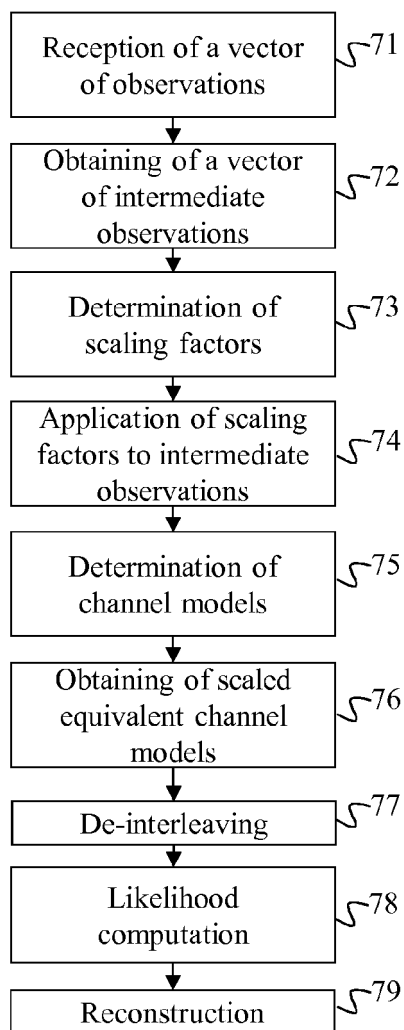 Reception of a vector
of observations
71
Obtaining of a vector
of intermediate
observations
72
Determination of
scaling factors
73
Application of scaling
factors to intermediate
observations
74
Determination of
channel models
75
Obtaining of scaled
equivalent channel
models
76
De-interleaving
77
Likelihood
computation
78
Reconstruction
79